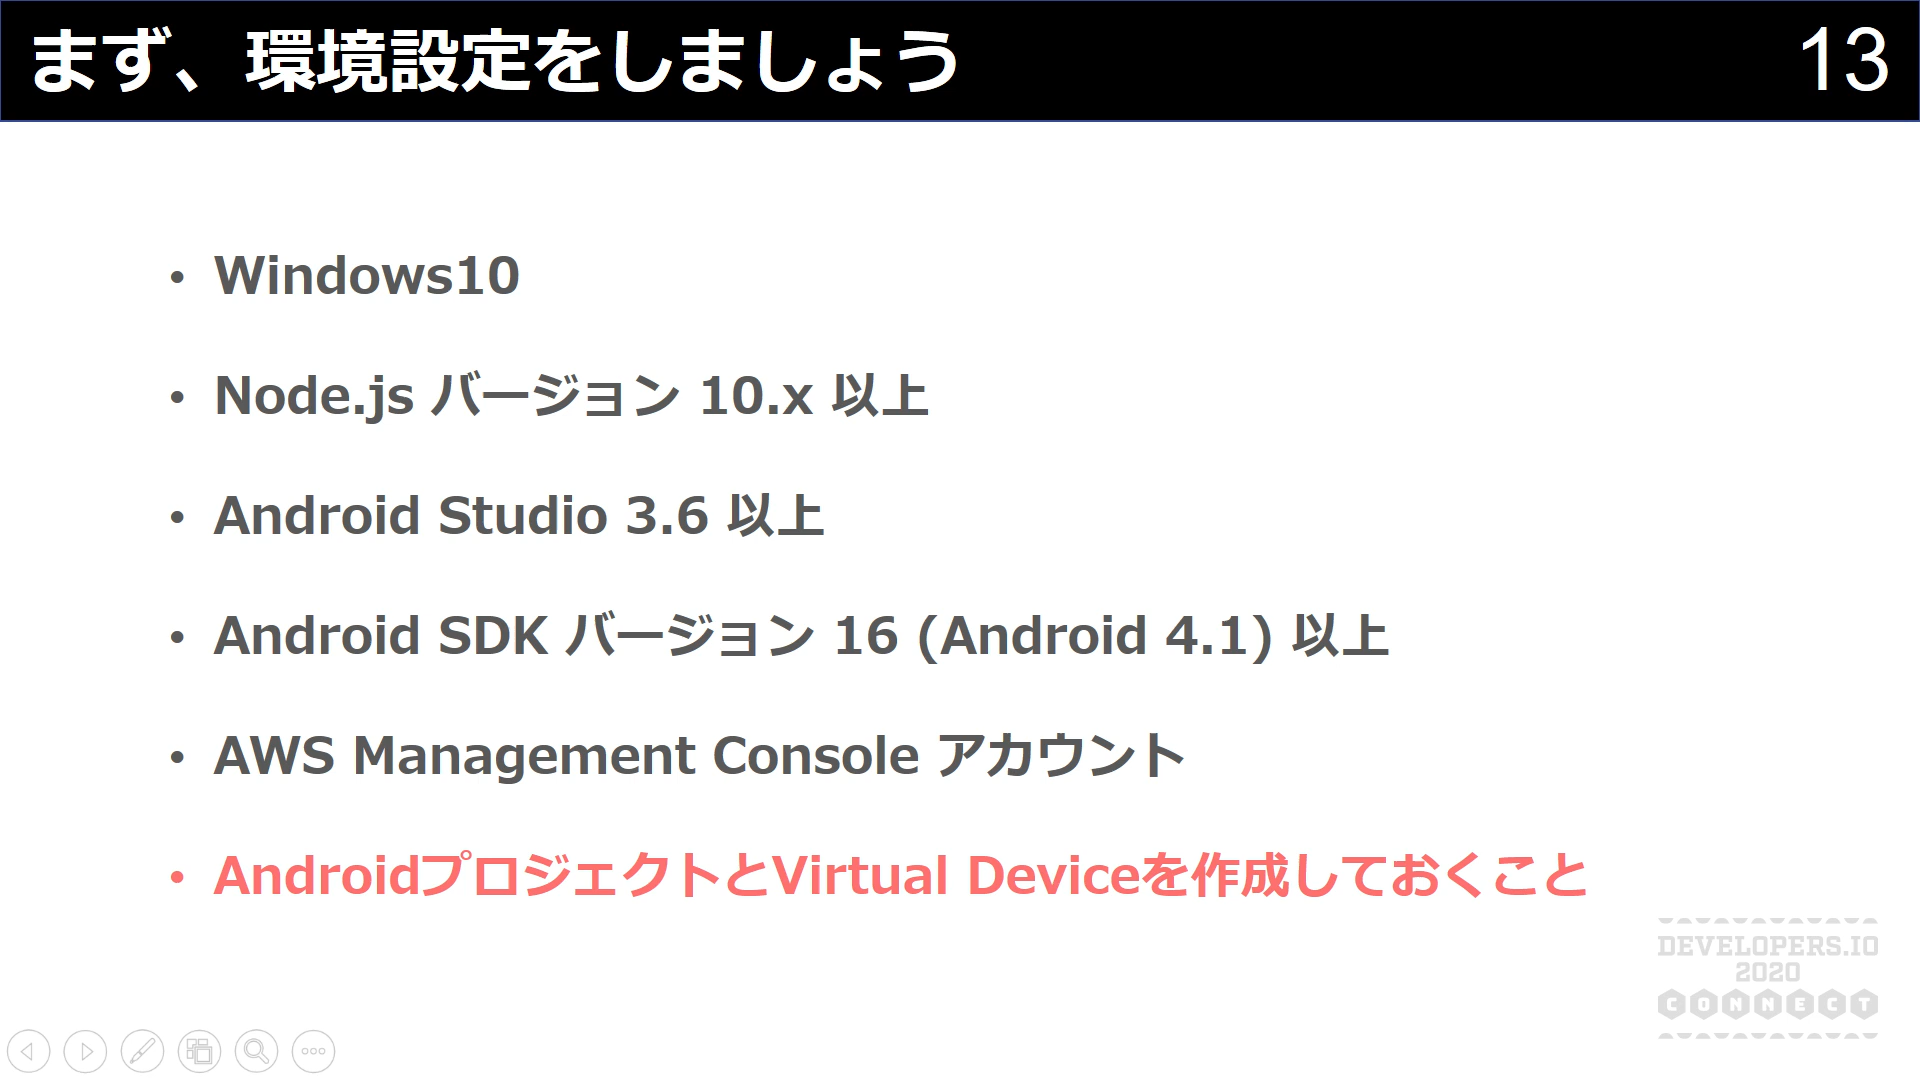 まず、環境設定をしましょう
13
• Windows10
• Node.js バージョン 10.x 以上
• Android Studio 3.6 以上
• Android SDK バージョン 16 (Android 4.1) 以上
• AWS Management Console アカウント
• AndroidプロジェクトとVirtual Deviceを作成しておくこと
DEVELOPERS.IO
2020
CONNECT